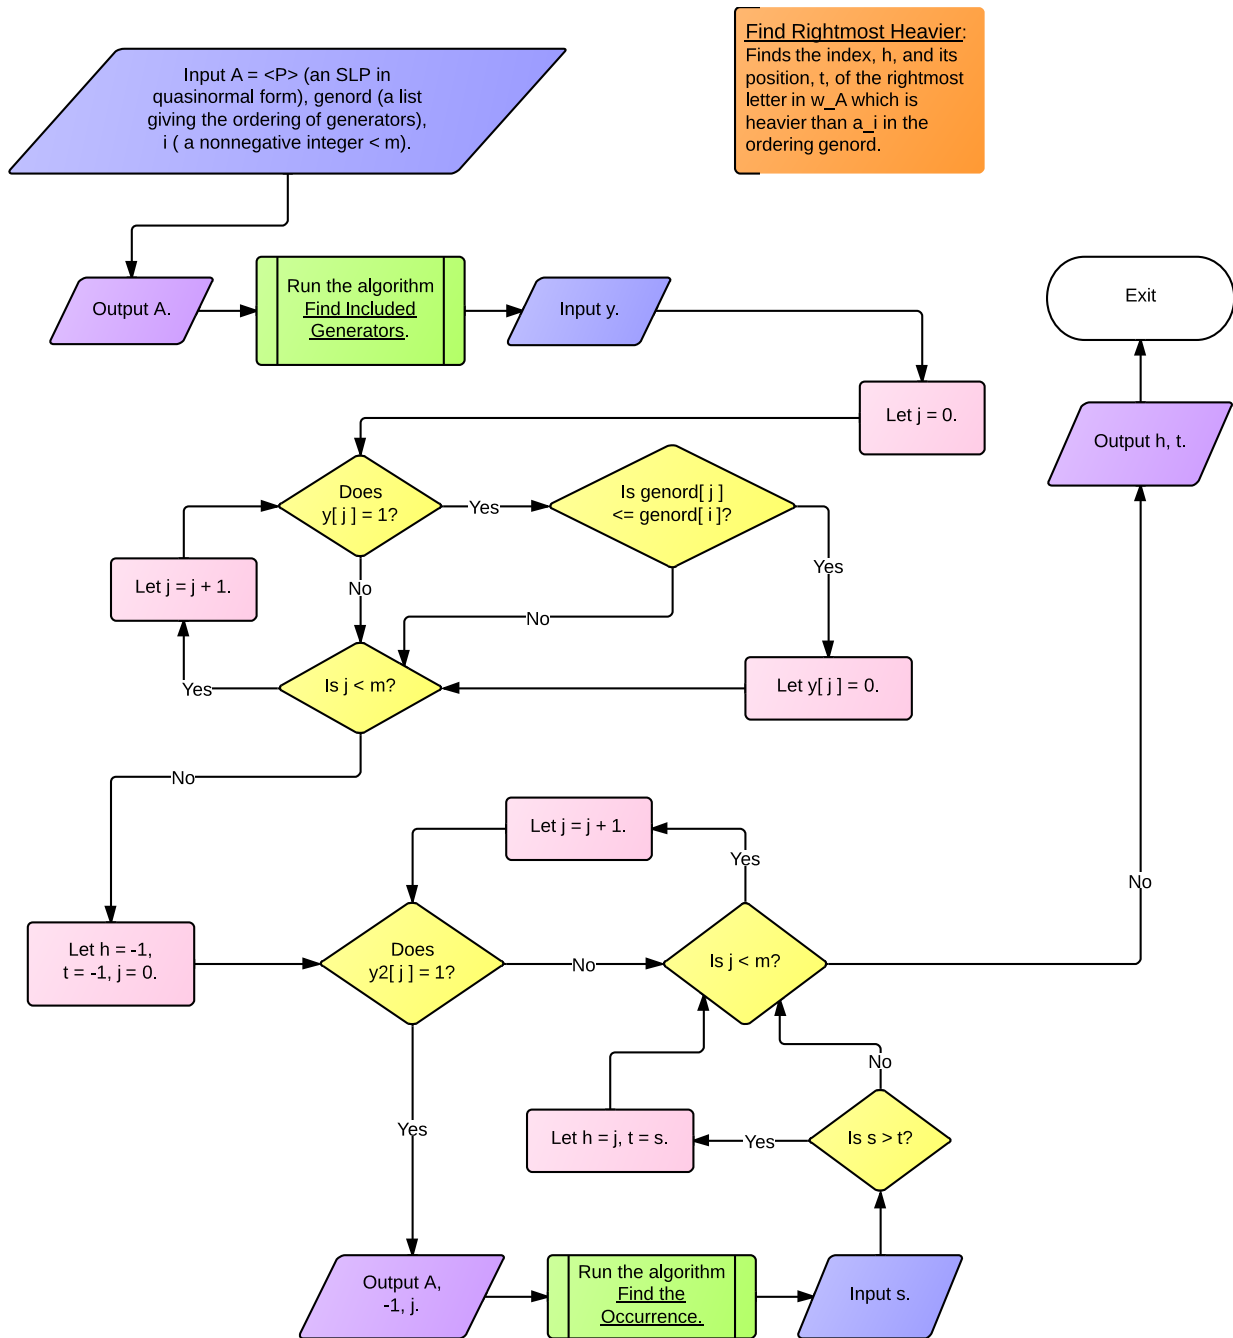 Input A = <P> (an SLP in
quasinormal form), genord (a list
giving the ordering of generators),
i ( a nonnegative integer < m).
Find Rightmost Heavier:
Finds the index, h, and its
position, t, of the rightmost
letter in w_A which is
heavier than a_i in the
ordering genord.
Output A.
Run the algorithm
Find Included
Generators.
Input y.
Exit
Let j = 0.
Output h, t.
Does
y[ j ] = 1?
Yes
Is genord[ j ]
<= genord[ i ]?
Let j = j + 1.
No
Yes
No
Yes
Is j < m?
Let y[ j ] = 0.
No
Let j = j + 1.
Yes
No
Let h = -1,
t = -1, j = 0.
Does
y2[ j ] = 1?
No
Is j < m?
No
Yes
Let h = j, t = s.
Yes
Is s > t?
Output A,
-1, j.
Run the algorithm
Find the
Occurrence.
Input s.